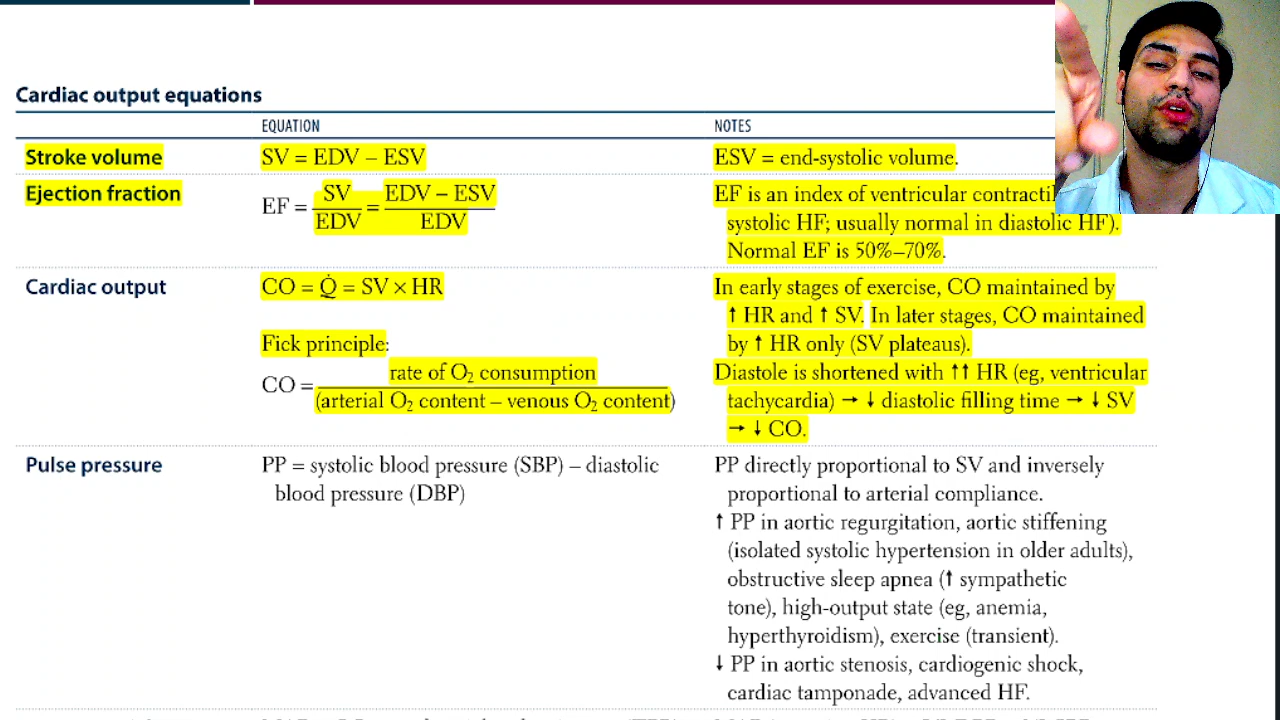 Cardiac output equations
EQUATION NOTES
Stroke volume SV = EDV – ESV ESV = end-systolic volume.
Ejection fraction EF = SV/EDV = EDV – ESV/EDV EF is an index of ventricular
systolic HF; usually normal in diastolic HF).
Normal EF is 50%–70%.
Cardiac output CO = Q̇ = SV × HR In early stages of exercise, CO maintained by
↑ HR and ↑ SV. In later stages, CO maintained
Fick principle: by ↑ HR only (SV plateaus).
CO = rate of O₂ consumption/(arterial O₂ content – venous O₂ content) Diastole is shortened with ↑↑ HR (eg, ventricular
tachycardia) → ↓ diastolic filling time → ↓ SV
→ ↓ CO.
Pulse pressure PP = systolic blood pressure (SBP) – diastolic PP directly proportional to SV and inversely
blood pressure (DBP) proportional to arterial compliance.
↑ PP in aortic regurgitation, aortic stiffening
(isolated systolic hypertension in older adults),
obstructive sleep apnea (↑ sympathetic
tone), high-output state (eg, anemia,
hyperthyroidism), exercise (transient).
↓ PP in aortic stenosis, cardiogenic shock,
cardiac tamponade, advanced HF.